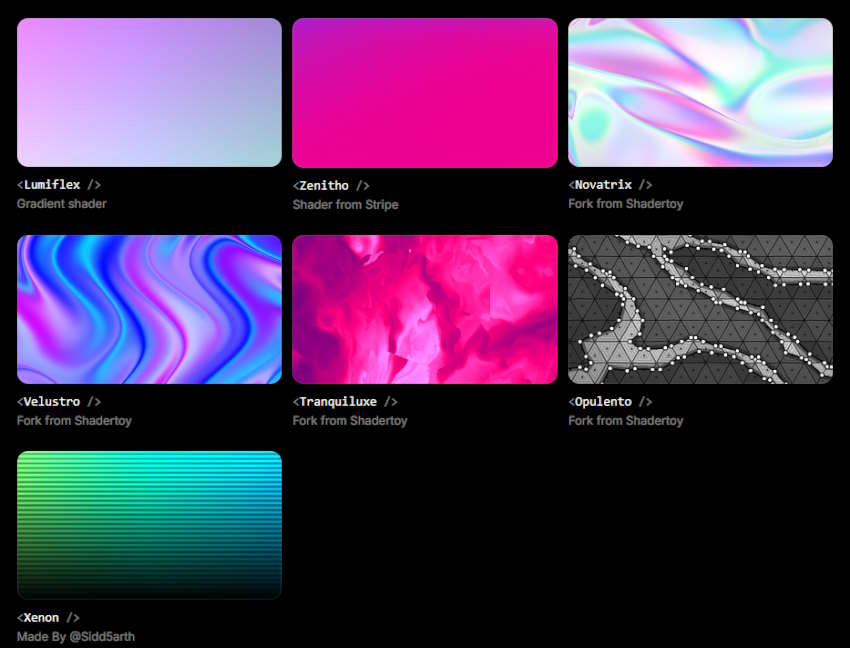 <Lumiflex />
Gradient shader
<Zenitho />
Shader from Stripe
<Novatrix />
Fork from Shadertoy
<Velustro />
Fork from Shadertoy
<Tranquiluxe />
Fork from Shadertoy
<Opulento />
Fork from Shadertoy
<Xenon />
Made By @Sidd5arth